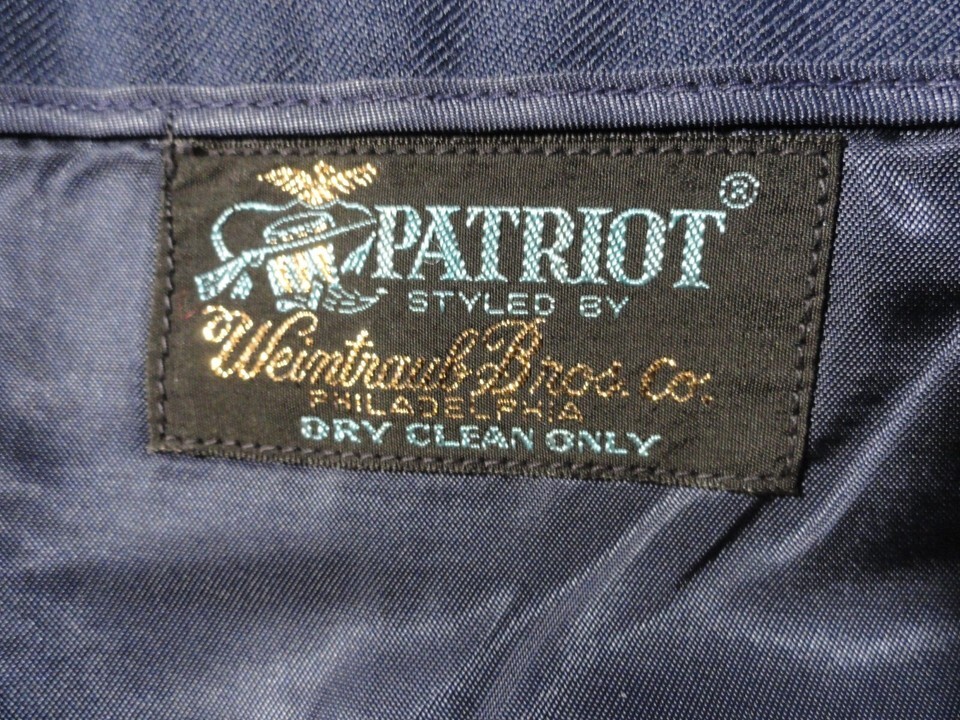 PATRIOT®
STYLED BY
Weintraub Bros. Co.
PHILADELPHIA
DRY CLEAN ONLY